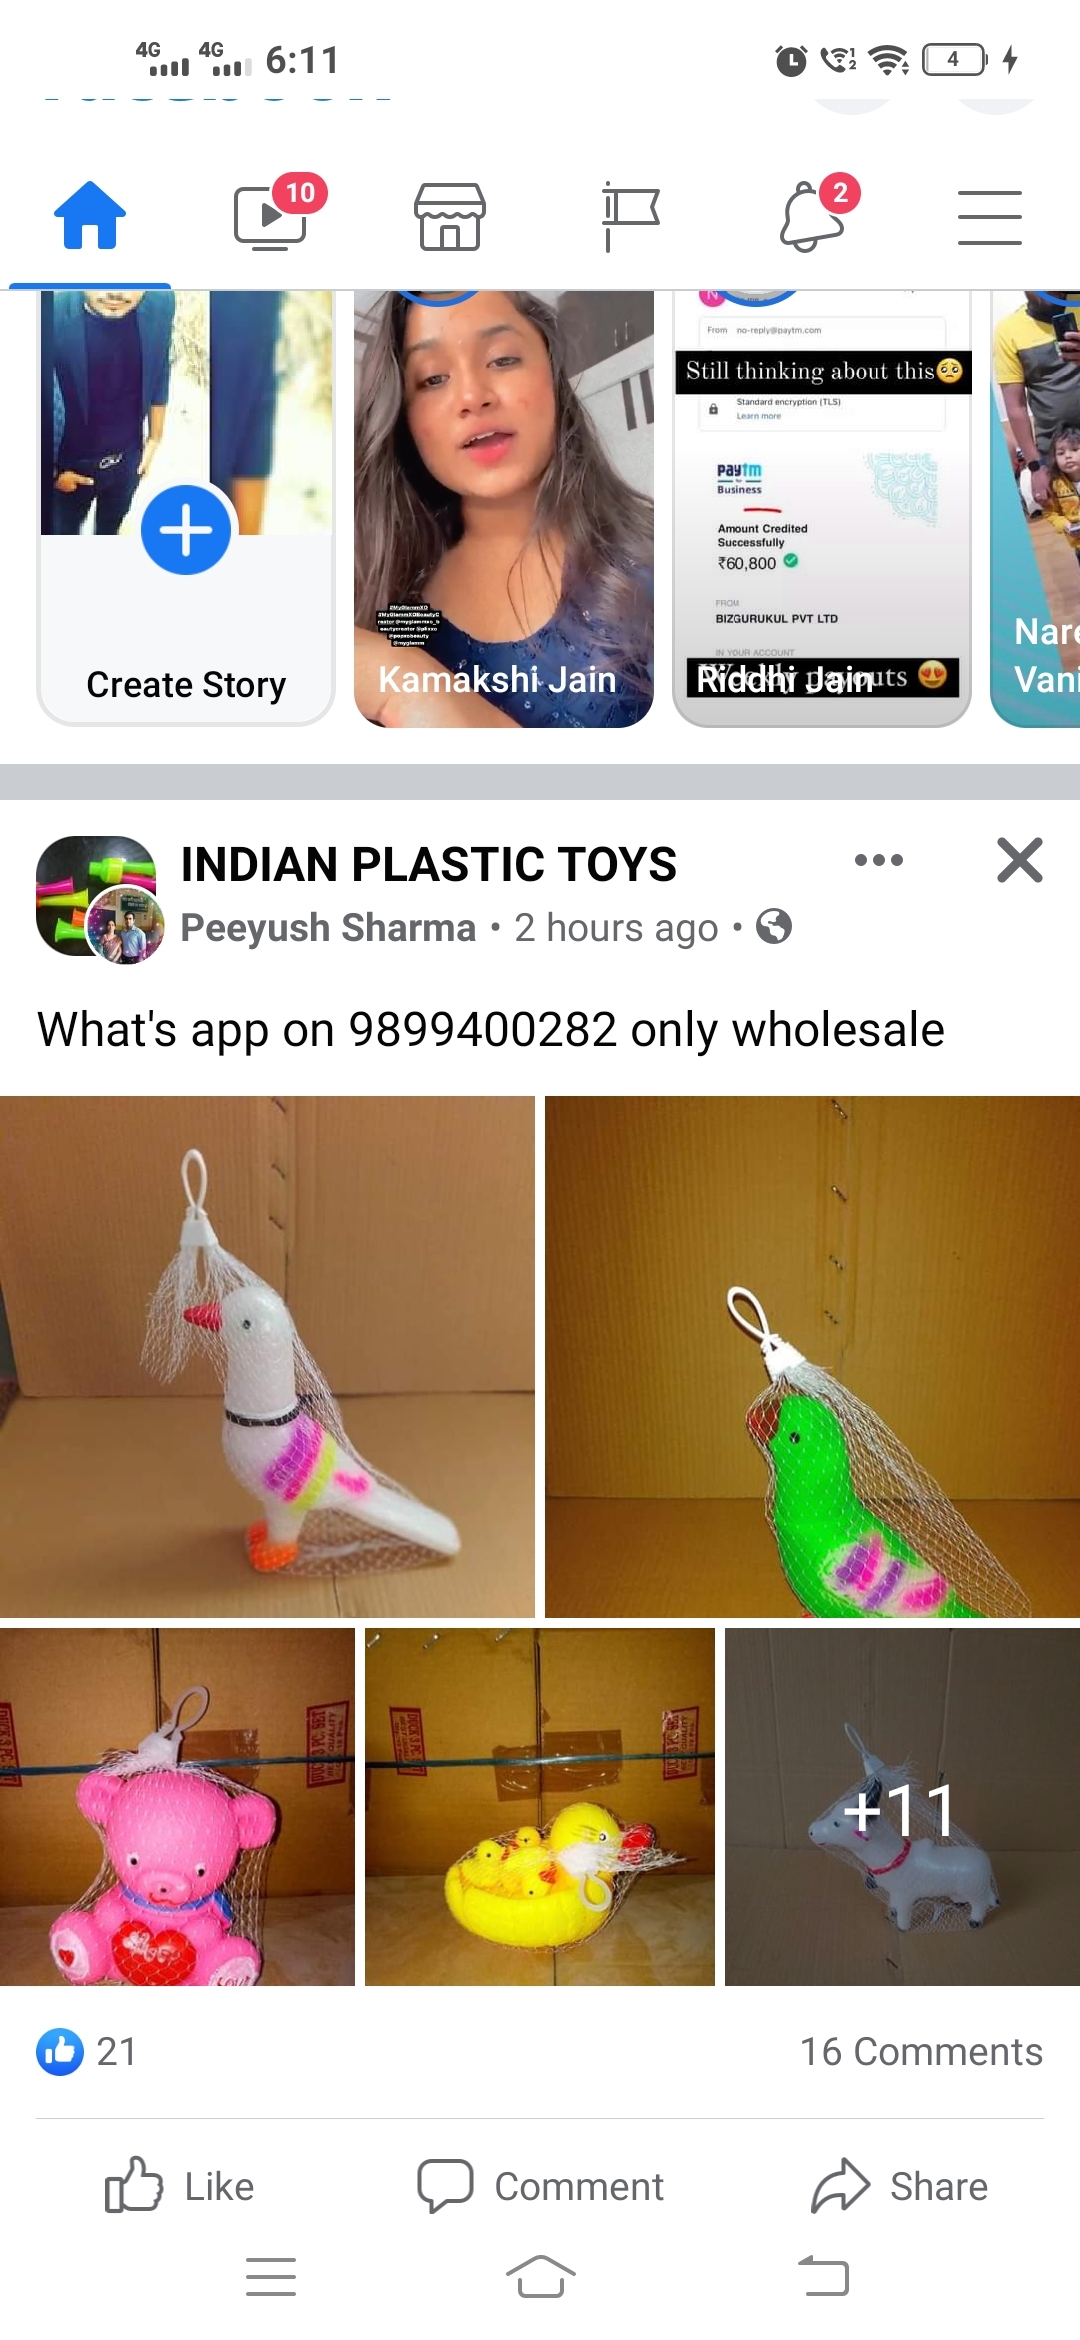 4G 4G 6:11
4
10
2
From no-reply@paytm.com
Still thinking about this🥺
Standard encryption (TLS)
Learn more
paytm
Business
Amount Credited
Successfully
₹60,800
FROM
BIZGURUKUL PVT LTD
IN YOUR ACCOUNT
Create Story
#MyGlammXO
Kamakshi Jain
Riddhi Jain
payouts 😍
Nare
Vani
INDIAN PLASTIC TOYS
Peeyush Sharma • 2 hours ago •
What's app on 9899400282 only wholesale
+11
21
16 Comments
Like
Comment
Share